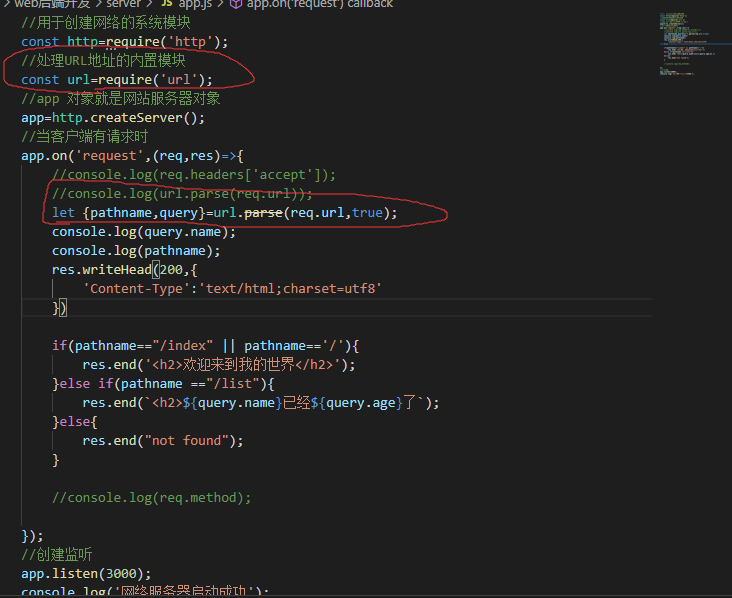 web后端开发 > server > JS app.js > app.on('request') callback
//用于创建网络的系统模块
const http=require('http');
//处理URL地址的内置模块
const url=require('url');
//app 对象就是网站服务器对象
app=http.createServer();
//当客户端有请求时
app.on('request',(req,res)=>{
//console.log(req.headers['accept']);
//console.log(url.parse(req.url));
let {pathname,query}=url.parse(req.url,true);
console.log(query.name);
console.log(pathname);
res.writeHead(200,{
'Content-Type':'text/html;charset=utf8'
})
if(pathname=="/index" || pathname=='/'){
res.end('<h2>欢迎来到我的世界</h2>');
}else if(pathname =="/list"){
res.end(`<h2>${query.name}已经${query.age}了`);
}else{
res.end("not found");
}
//console.log(req.method);
});
//创建监听
app.listen(3000);
console.log('网络服务器启动成功');